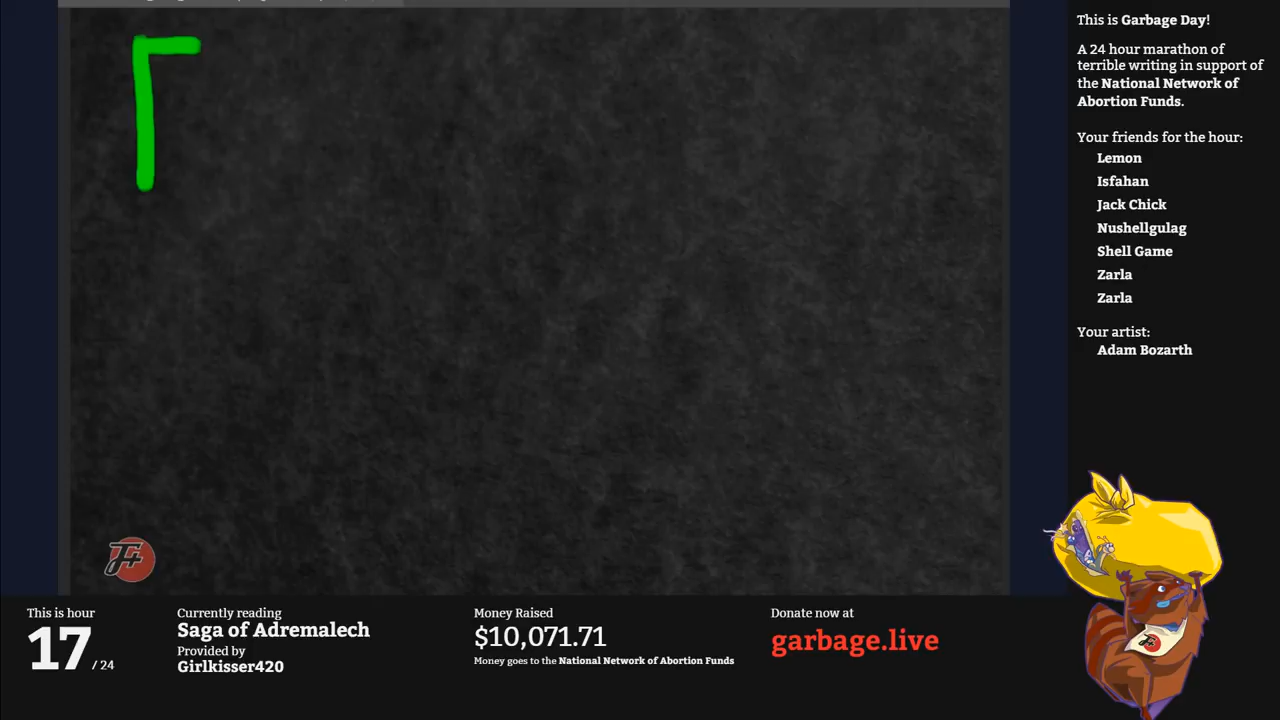 This is Garbage Day!
A 24 hour marathon of
terrible writing in support of
the National Network of
Abortion Funds.
Your friends for the hour:
Lemon
Isfahan
Jack Chick
Nushellgulag
Shell Game
Zarla
Zarla
Your artist:
Adam Bozarth
F+
This is hour
17 / 24
Currently reading
Saga of Adremalech
Provided by
Girlkisser420
Money Raised
$10,071.71
Money goes to the National Network of Abortion Funds
Donate now at
garbage.live